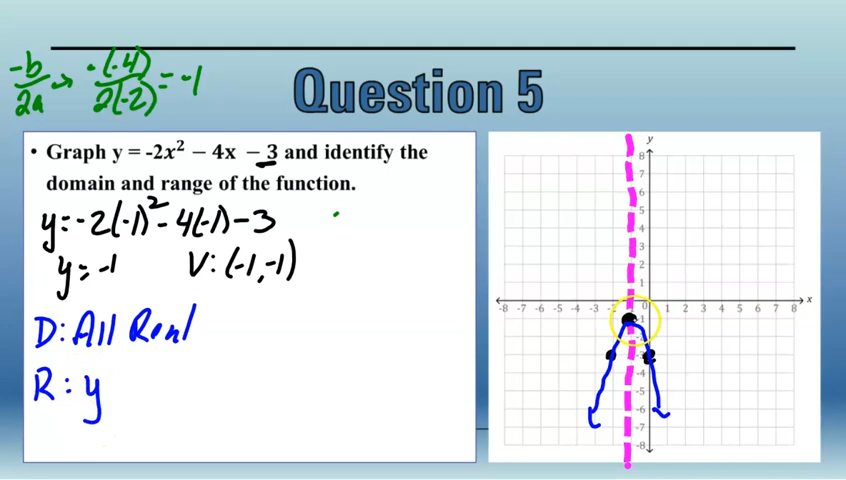 -b/2a → -(-4)/2(-2) = -1
Question 5
• Graph y = -2x² − 4x − 3 and identify the
domain and range of the function.
y = -2(-1)² - 4(-1) - 3
y = -1 V: (-1, -1)
D: All Real
R: y
y
8
7
6
5
4
3
2
1
-8 -7 -6 -5 -4 -3 -2 0 1 2 3 4 5 6 7 8 x
-1
-3
-4
-5
-6
-7
-8